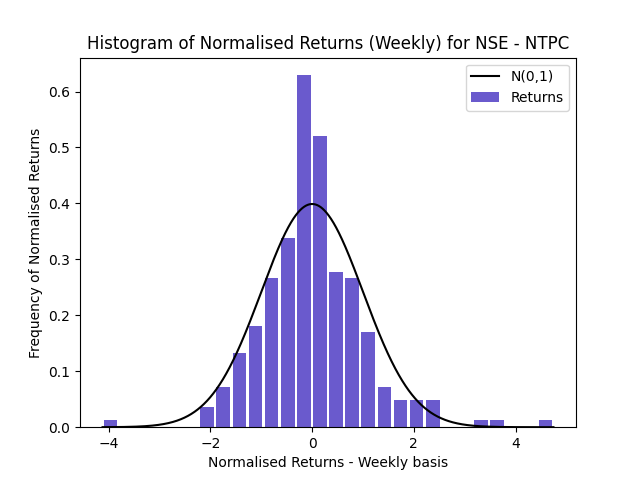 Histogram of Normalised Returns (Weekly) for NSE - NTPC
N(0,1)
Returns
Frequency of Normalised Returns
0.6
0.5
0.4
0.3
0.2
0.1
0.0
−4
−2
0
2
4
Normalised Returns - Weekly basis